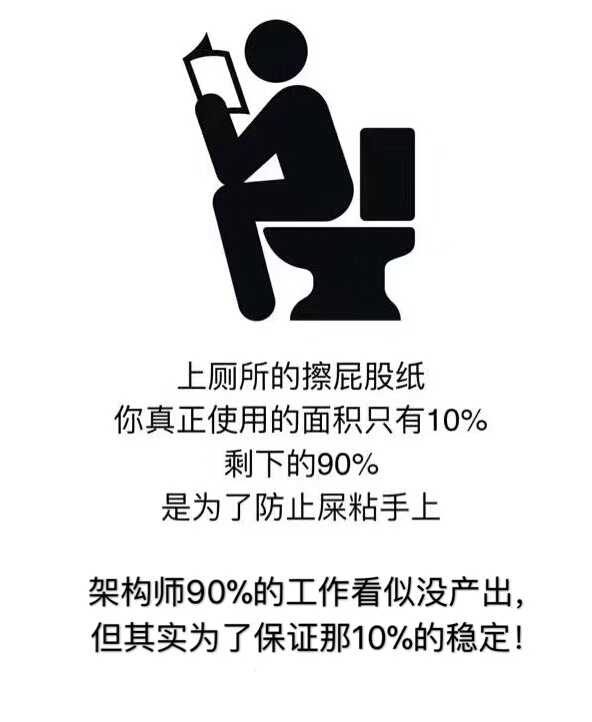 上厕所的擦屁股纸
你真正使用的面积只有10%
剩下的90%
是为了防止屎粘手上
架构师90%的工作看似没产出，
但其实为了保证那10%的稳定！